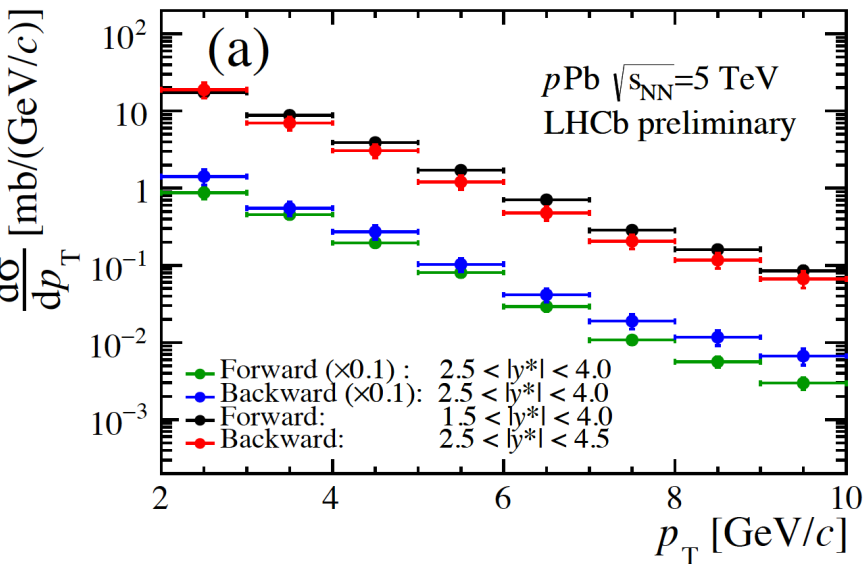 (a)
pPb √sNN=5 TeV
LHCb preliminary
dσ/dpT [mb/(GeV/c)]
10²
10
1
10⁻¹
10⁻²
10⁻³
Forward (×0.1) : 2.5 < |y*| < 4.0
Backward (×0.1): 2.5 < |y*| < 4.0
Forward: 1.5 < |y*| < 4.0
Backward: 2.5 < |y*| < 4.5
2 4 6 8 10
pT [GeV/c]